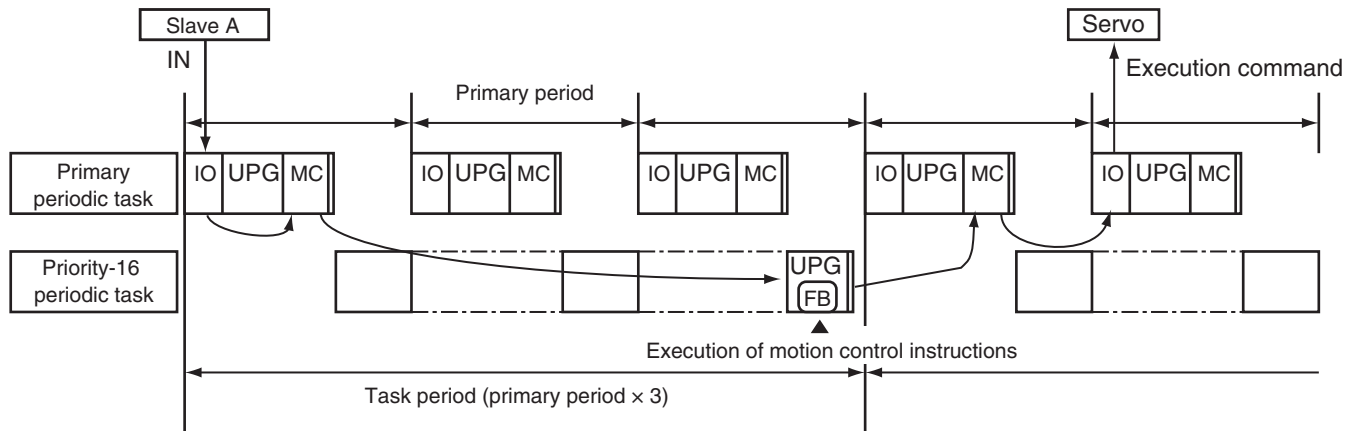 Slave A
Servo
IN
Execution command
Primary period
Primary
periodic task
IO UPG MC
IO UPG MC
IO UPG MC
IO UPG MC
IO UPG MC
Priority-16
periodic task
UPG
FB
Execution of motion control instructions
Task period (primary period × 3)